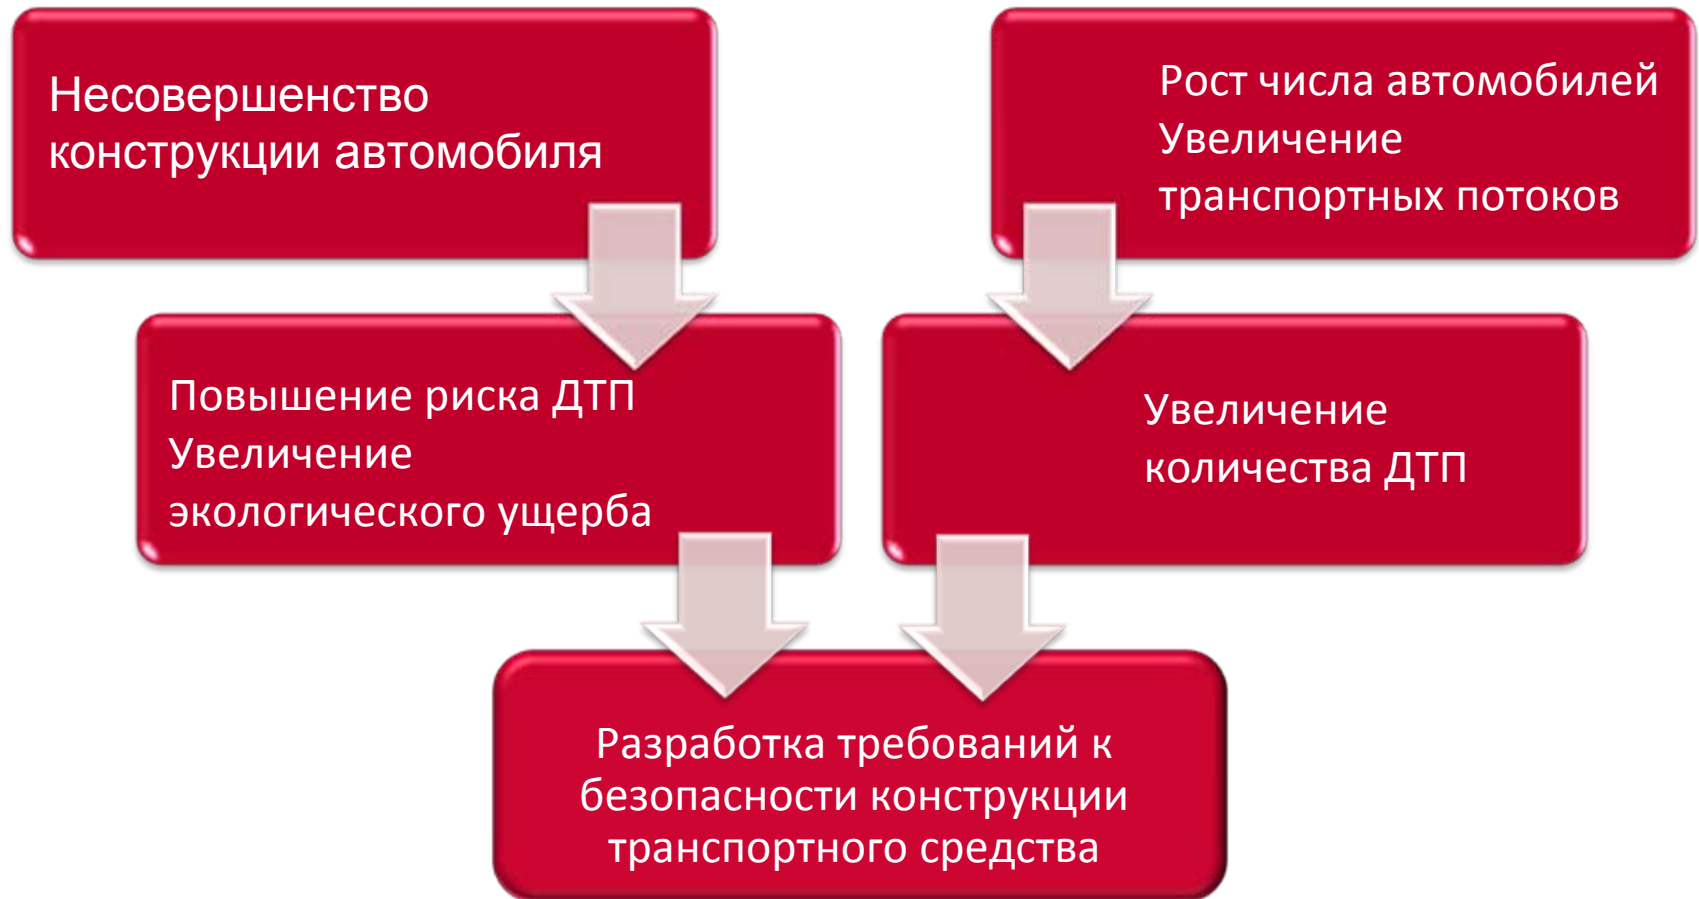 Несовершенство
конструкции автомобиля
Рост числа автомобилей
Увеличение
транспортных потоков
Повышение риска ДТП
Увеличение
экологического ущерба
Увеличение
количества ДТП
Разработка требований к
безопасности конструкции
транспортного средства